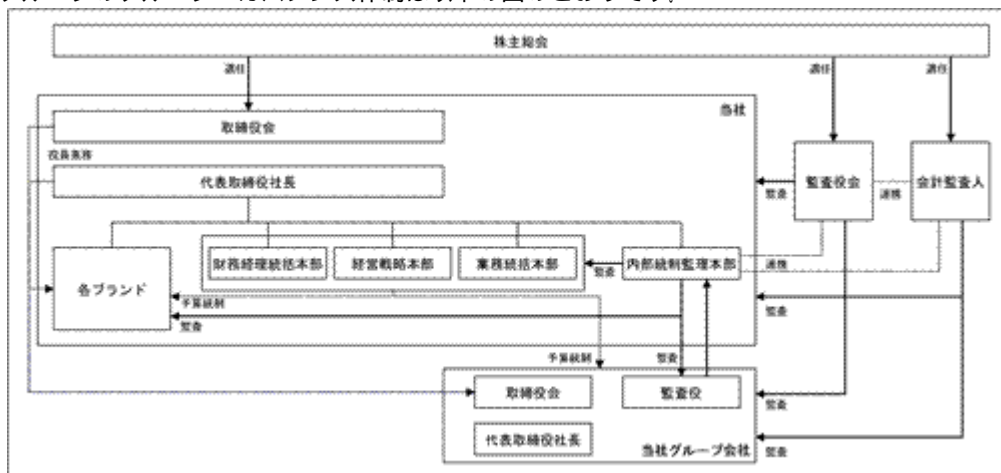 株主総会
選任
選任
選任
当社
取締役会
役員兼務
代表取締役社長
監査役会
会計監査人
監査
連携
財務経理統括本部
経営戦略本部
業務統括本部
内部統制監理本部
監査
連携
各ブランド
予算統制
監査
監査
予算統制
監査
取締役会
監査役
監査
代表取締役社長
当社グループ会社
監査